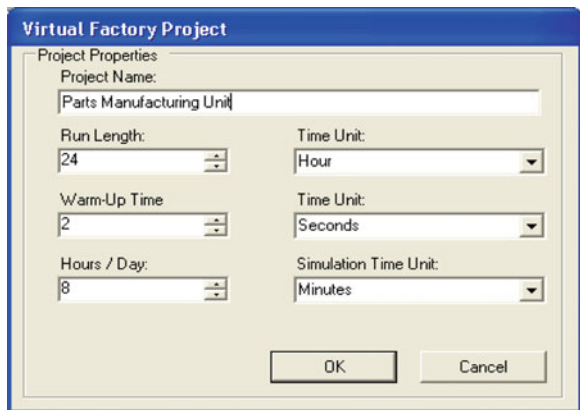 Virtual Factory Project
Project Properties
Project Name:
Parts Manufacturing Unit
Run Length:
Time Unit:
24
Hour
Warm-Up Time
Time Unit:
2
Seconds
Hours / Day:
Simulation Time Unit:
8
Minutes
OK
Cancel